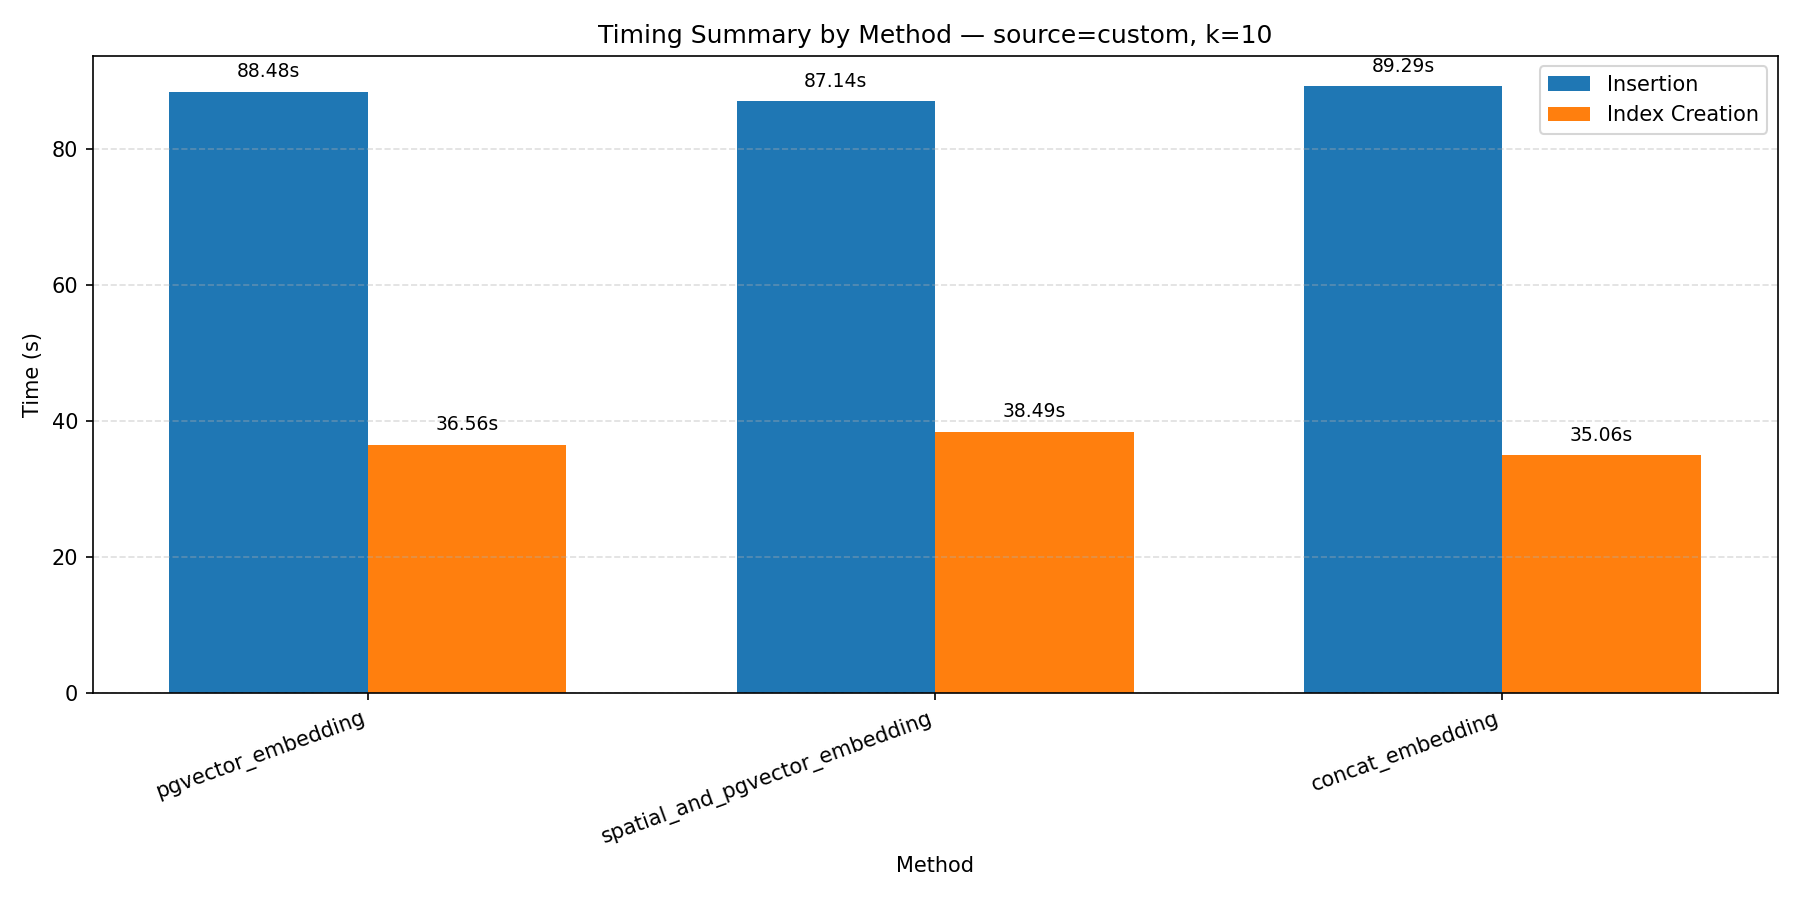 Timing Summary by Method — source=custom, k=10
88.48s
87.14s
89.29s
Insertion
Index Creation
36.56s
38.49s
35.06s
Time (s)
80
60
40
20
0
pgvector_embedding
spatial_and_pgvector_embedding
concat_embedding
Method